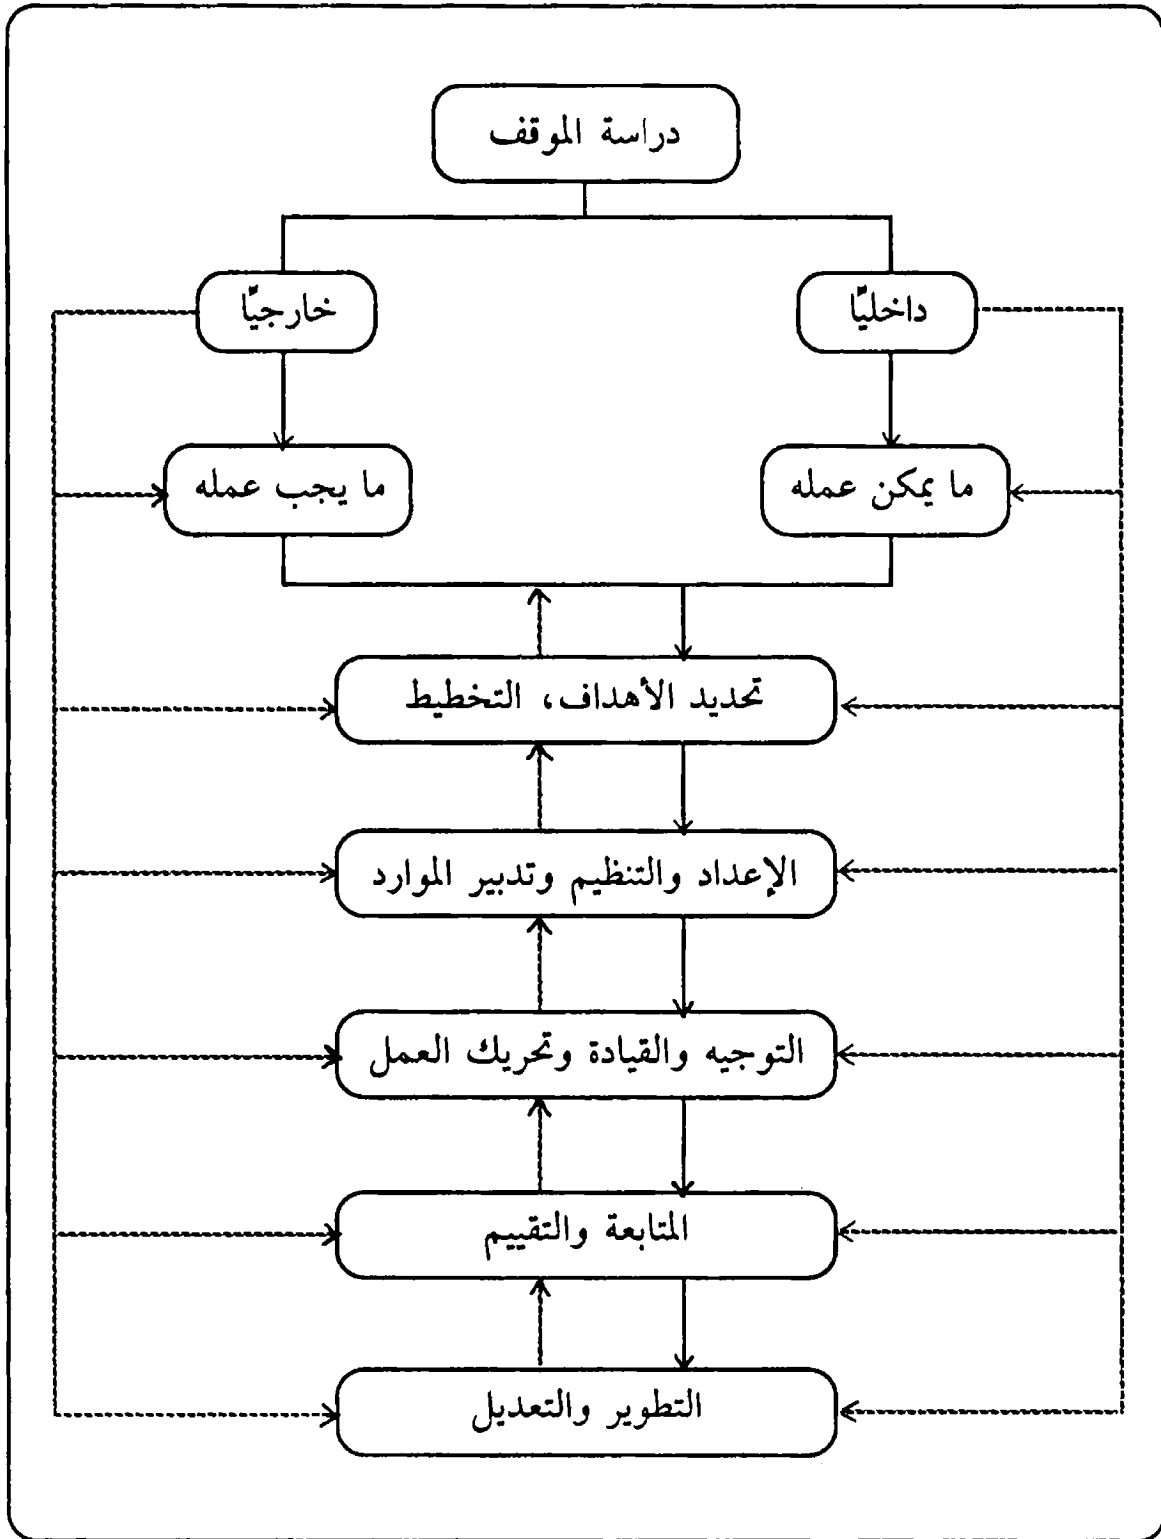 دراسة الموقف
داخليًّا
خارجيًّا
ما يمكن عمله
ما يجب عمله
تحديد الأهداف، التخطيط
الإعداد والتنظيم وتدبير الموارد
التوجيه والقيادة وتحريك العمل
المتابعة والتقييم
التطوير والتعديل